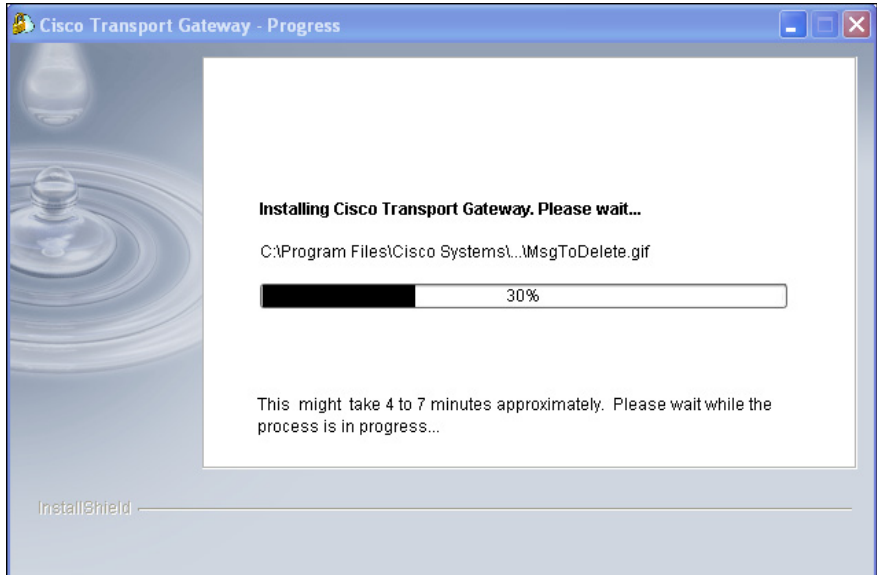 Cisco Transport Gateway - Progress
Installing Cisco Transport Gateway. Please wait...
C:\Program Files\Cisco Systems\...\MsgToDelete.gif
30%
This might take 4 to 7 minutes approximately. Please wait while the
process is in progress...
InstallShield